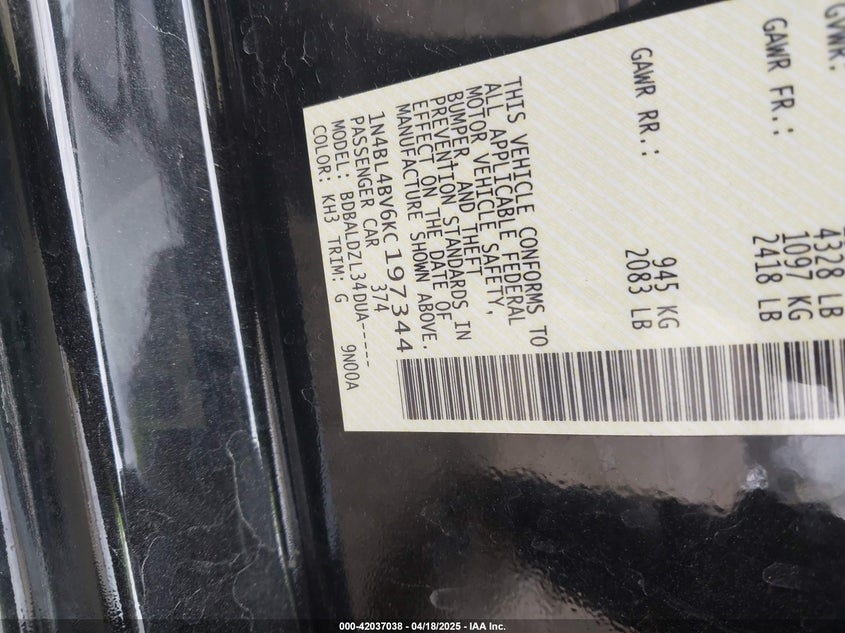 GVWR:
4328 LB
GAWR FR.: 1097 KG
2418 LB
GAWR RR.: 945 KG
2083 LB
THIS VEHICLE CONFORMS TO
ALL APPLICABLE FEDERAL
MOTOR VEHICLE SAFETY,
BUMPER, AND THEFT
PREVENTION STANDARDS IN
EFFECT ON THE DATE OF
MANUFACTURE SHOWN ABOVE.
1N4BL4BV6KC197344
PASSENGER CAR 374
MODEL: BDBALDZL34DUA-----
COLOR: KH3 TRIM: G 9N00A
000-42037038 - 04/18/2025 - IAA Inc.